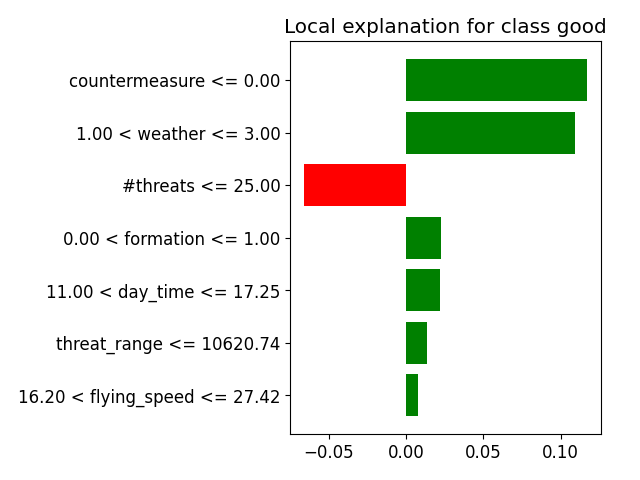 Local explanation for class good
countermeasure <= 0.00
1.00 < weather <= 3.00
#threats <= 25.00
0.00 < formation <= 1.00
11.00 < day_time <= 17.25
threat_range <= 10620.74
16.20 < flying_speed <= 27.42
−0.05 0.00 0.05 0.10